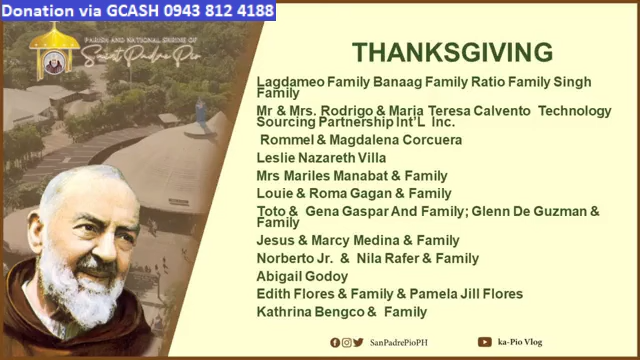 Donation via GCASH 0943 812 4188
PARISH AND NATIONAL SHRINE OF
Saint Padre Pio
THANKSGIVING
Lagdameo Family Banaag Family Ratio Family Singh
Family
Mr & Mrs. Rodrigo & Maria Teresa Calvento Technology
Sourcing Partnership Int'L Inc.
Rommel & Magdalena Corcuera
Leslie Nazareth Villa
Mrs Mariles Manabat & Family
Louie & Roma Gagan & Family
Toto & Gena Gaspar And Family; Glenn De Guzman &
Family
Jesus & Marcy Medina & Family
Norberto Jr. & Nila Rafer & Family
Abigail Godoy
Edith Flores & Family & Pamela Jill Flores
Kathrina Bengco & Family
SanPadrePioPH
ka-Pio Vlog